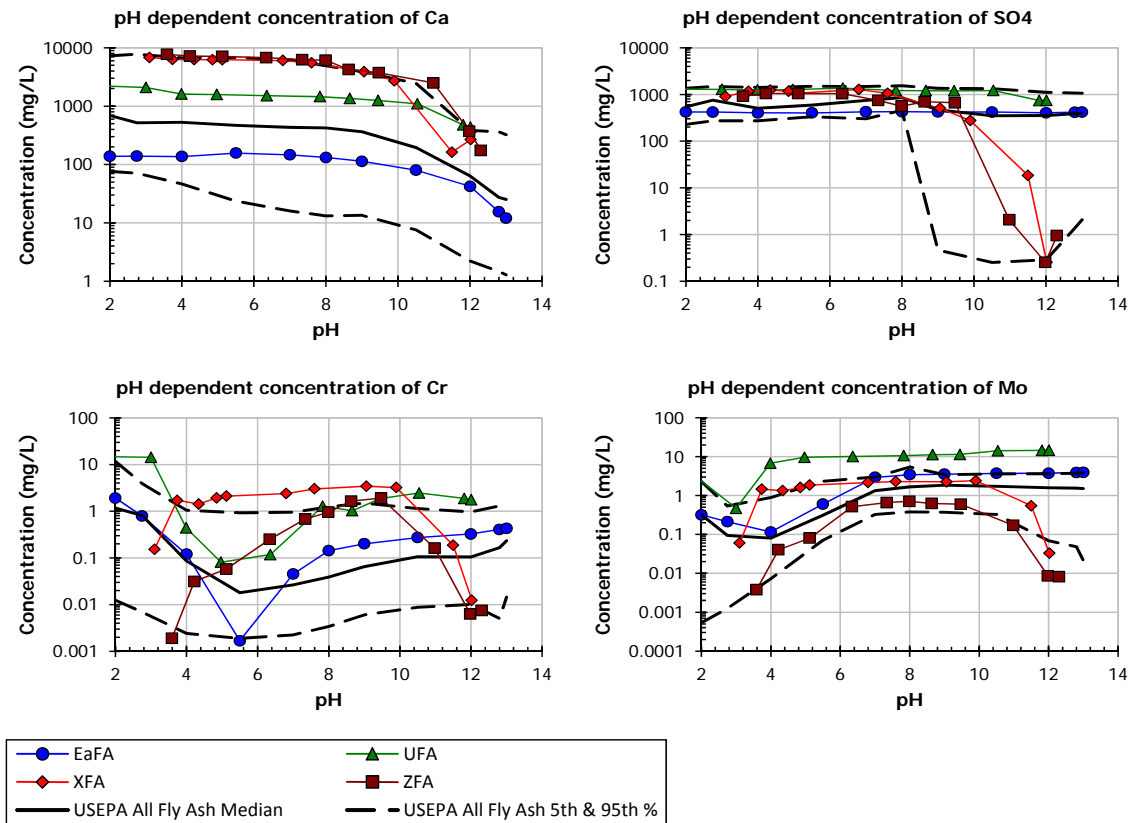 pH dependent concentration of Ca
10000
1000
100
10
1
Concentration (mg/L)
2 4 6 8 10 12 14
pH
pH dependent concentration of SO4
10000
1000
100
10
1
0.1
Concentration (mg/L)
2 4 6 8 10 12 14
pH
pH dependent concentration of Cr
100
10
1
0.1
0.01
0.001
Concentration (mg/L)
2 4 6 8 10 12 14
pH
pH dependent concentration of Mo
100
10
1
0.1
0.01
0.001
0.0001
Concentration (mg/L)
2 4 6 8 10 12 14
pH
EaFA UFA
XFA ZFA
USEPA All Fly Ash Median USEPA All Fly Ash 5th & 95th %